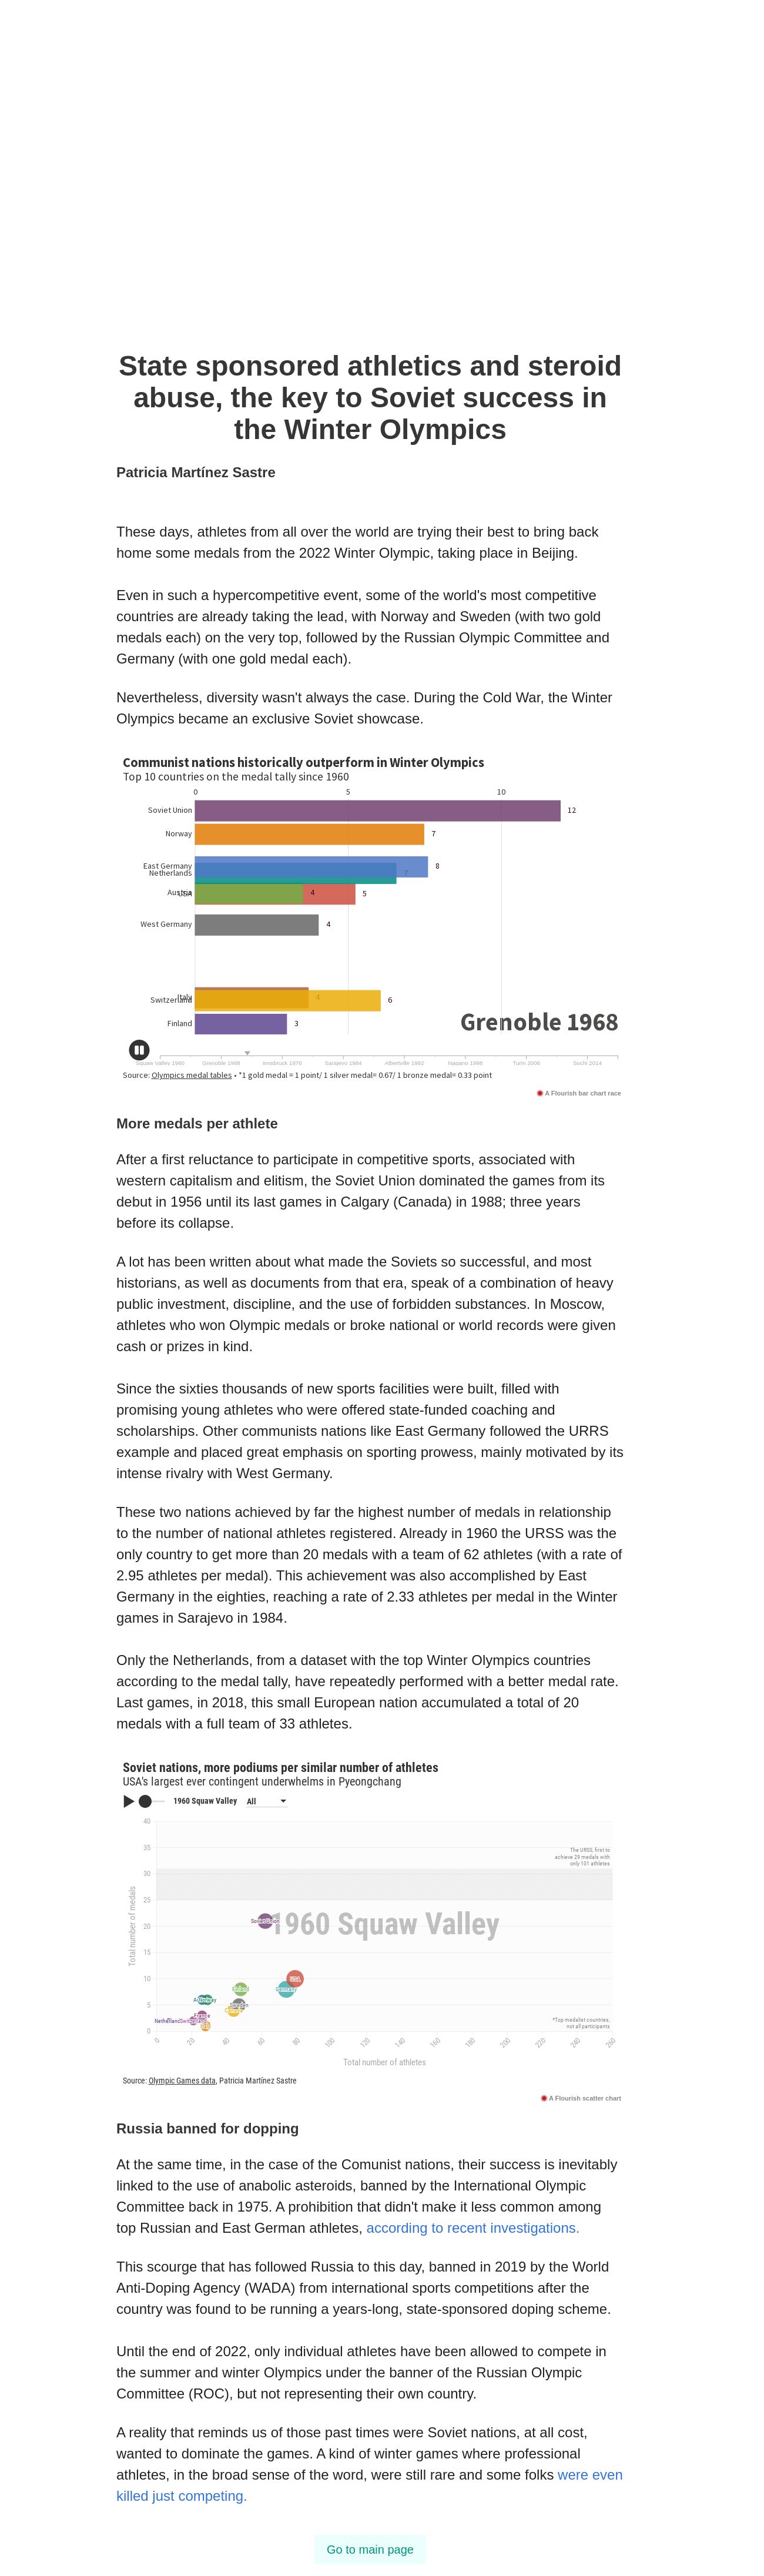 State sponsored athletics and steroid
abuse, the key to Soviet success in
the Winter Olympics
Patricia Martínez Sastre
These days, athletes from all over the world are trying their best to bring back
home some medals from the 2022 Winter Olympic, taking place in Beijing.
Even in such a hypercompetitive event, some of the world's most competitive
countries are already taking the lead, with Norway and Sweden (with two gold
medals each) on the very top, followed by the Russian Olympic Committee and
Germany (with one gold medal each).
Nevertheless, diversity wasn't always the case. During the Cold War, the Winter
Olympics became an exclusive Soviet showcase.
Communist nations historically outperform in Winter Olympics
Top 10 countries on the medal tally since 1960
0 5 10
Soviet Union 12
Norway 7
East Germany 8
Netherlands 7
Austria 4
USA 5
West Germany 4
Italy 4
Switzerland 6
Finland 3
Grenoble 1968
Squaw Valley 1960 Grenoble 1968 Innsbruck 1976 Sarajevo 1984 Albertville 1992 Nagano 1998 Turin 2006 Sochi 2014
Source: Olympics medal tables • *1 gold medal = 1 point/ 1 silver medal= 0.67/ 1 bronze medal= 0.33 point
A Flourish bar chart race
More medals per athlete
After a first reluctance to participate in competitive sports, associated with
western capitalism and elitism, the Soviet Union dominated the games from its
debut in 1956 until its last games in Calgary (Canada) in 1988; three years
before its collapse.
A lot has been written about what made the Soviets so successful, and most
historians, as well as documents from that era, speak of a combination of heavy
public investment, discipline, and the use of forbidden substances. In Moscow,
athletes who won Olympic medals or broke national or world records were given
cash or prizes in kind.
Since the sixties thousands of new sports facilities were built, filled with
promising young athletes who were offered state-funded coaching and
scholarships. Other communists nations like East Germany followed the URRS
example and placed great emphasis on sporting prowess, mainly motivated by its
intense rivalry with West Germany.
These two nations achieved by far the highest number of medals in relationship
to the number of national athletes registered. Already in 1960 the URSS was the
only country to get more than 20 medals with a team of 62 athletes (with a rate of
2.95 athletes per medal). This achievement was also accomplished by East
Germany in the eighties, reaching a rate of 2.33 athletes per medal in the Winter
games in Sarajevo in 1984.
Only the Netherlands, from a dataset with the top Winter Olympics countries
according to the medal tally, have repeatedly performed with a better medal rate.
Last games, in 2018, this small European nation accumulated a total of 20
medals with a full team of 33 athletes.
Soviet nations, more podiums per similar number of athletes
USA's largest ever contingent underwhelms in Pyeongchang
1960 Squaw Valley All
40
35
The URSS, first to
achieve 29 medals with
only 101 athletes
30
25
Total number of medals
1960 Squaw Valley
20
15
10
5
*Top medalist countries,
not all participants
0
0 20 40 60 80 100 120 140 160 180 200 220 240 260
Total number of athletes
Source: Olympic Games data, Patricia Martínez Sastre
A Flourish scatter chart
Russia banned for dopping
At the same time, in the case of the Comunist nations, their success is inevitably
linked to the use of anabolic asteroids, banned by the International Olympic
Committee back in 1975. A prohibition that didn't make it less common among
top Russian and East German athletes, according to recent investigations.
This scourge that has followed Russia to this day, banned in 2019 by the World
Anti-Doping Agency (WADA) from international sports competitions after the
country was found to be running a years-long, state-sponsored doping scheme.
Until the end of 2022, only individual athletes have been allowed to compete in
the summer and winter Olympics under the banner of the Russian Olympic
Committee (ROC), but not representing their own country.
A reality that reminds us of those past times were Soviet nations, at all cost,
wanted to dominate the games. A kind of winter games where professional
athletes, in the broad sense of the word, were still rare and some folks were even
killed just competing.
Go to main page